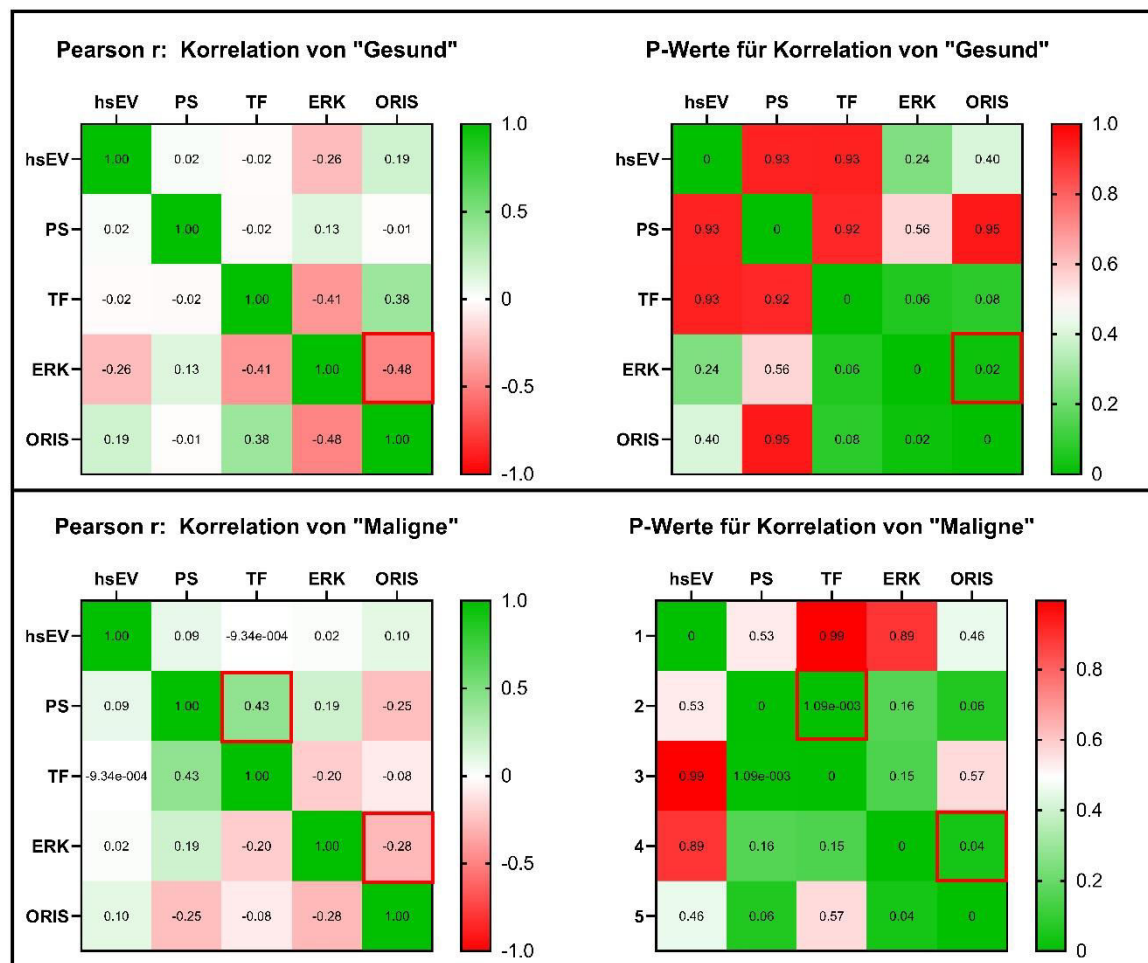 Pearson r: Korrelation von "Gesund"
hsEV PS TF ERK ORIS
hsEV 1.00 0.02 -0.02 -0.26 0.19
PS 0.02 1.00 -0.02 0.13 -0.01
TF -0.02 -0.02 1.00 -0.41 0.38
ERK -0.26 0.13 -0.41 1.00 -0.48
ORIS 0.19 -0.01 0.38 -0.48 1.00
1.0
0.5
0
-0.5
-1.0
P-Werte für Korrelation von "Gesund"
hsEV PS TF ERK ORIS
hsEV 0 0.93 0.93 0.24 0.40
PS 0.93 0 0.92 0.56 0.95
TF 0.93 0.92 0 0.06 0.08
ERK 0.24 0.56 0.06 0 0.02
ORIS 0.40 0.95 0.08 0.02 0
1.0
0.8
0.6
0.4
0.2
0
Pearson r: Korrelation von "Maligne"
hsEV PS TF ERK ORIS
hsEV 1.00 0.09 -9.34e-004 0.02 0.10
PS 0.09 1.00 0.43 0.19 -0.25
TF -9.34e-004 0.43 1.00 -0.20 -0.08
ERK 0.02 0.19 -0.20 1.00 -0.28
ORIS 0.10 -0.25 -0.08 -0.28 1.00
1.0
0.5
0
-0.5
-1.0
P-Werte für Korrelation von "Maligne"
hsEV PS TF ERK ORIS
1 0 0.53 0.99 0.89 0.46
2 0.53 0 1.09e-003 0.16 0.06
3 0.99 1.09e-003 0 0.15 0.57
4 0.89 0.16 0.15 0 0.04
5 0.46 0.06 0.57 0.04 0
0.8
0.6
0.4
0.2
0